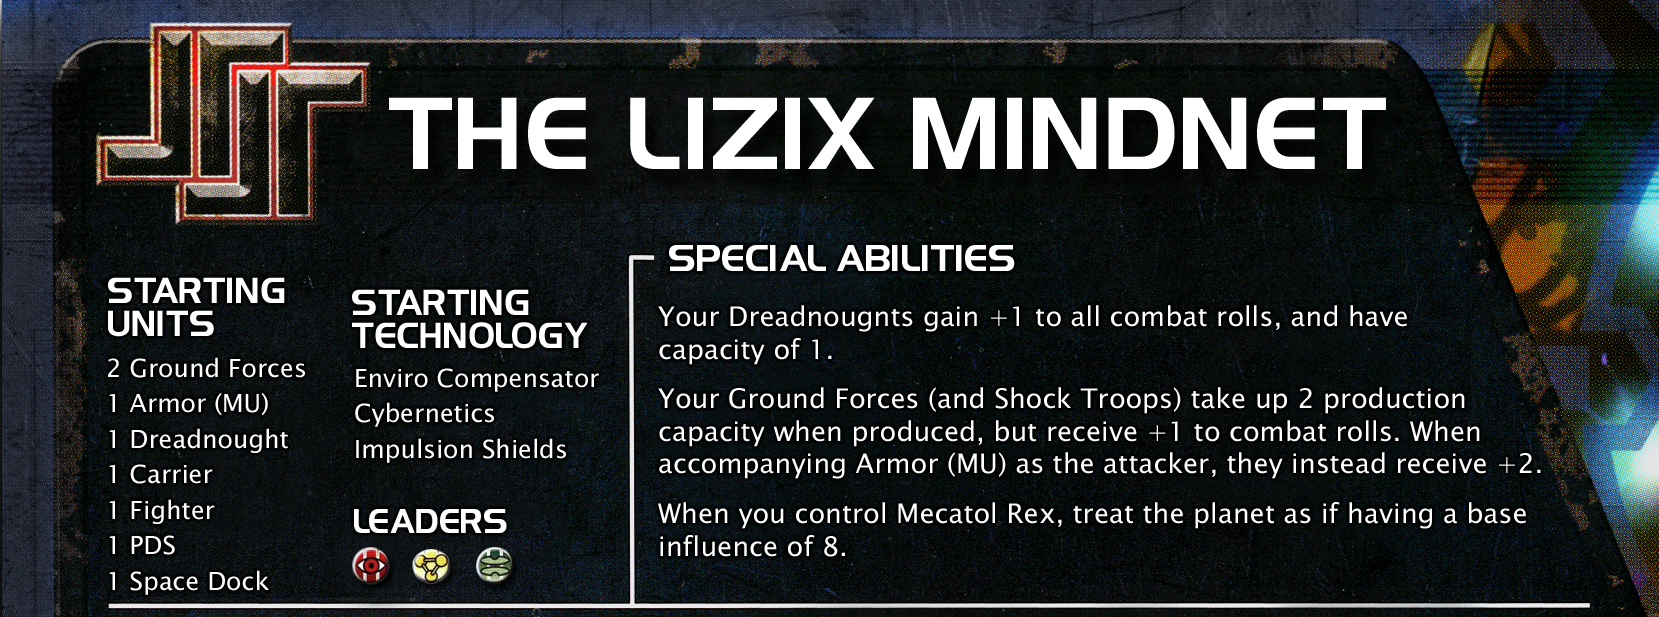 THE LIZIX MINDNET
STARTING
UNITS
2 Ground Forces
1 Armor (MU)
1 Dreadnought
1 Carrier
1 Fighter
1 PDS
1 Space Dock
STARTING
TECHNOLOGY
Enviro Compensator
Cybernetics
Impulsion Shields
LEADERS
SPECIAL ABILITIES
Your Dreadnougnts gain +1 to all combat rolls, and have
capacity of 1.
Your Ground Forces (and Shock Troops) take up 2 production
capacity when produced, but receive +1 to combat rolls. When
accompanying Armor (MU) as the attacker, they instead receive +2.
When you control Mecatol Rex, treat the planet as if having a base
influence of 8.